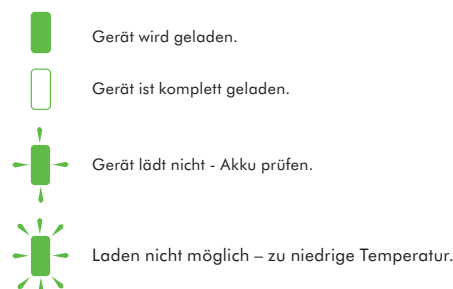 Gerät wird geladen.
Gerät ist komplett geladen.
Gerät lädt nicht - Akku prüfen.
Laden nicht möglich – zu niedrige Temperatur.